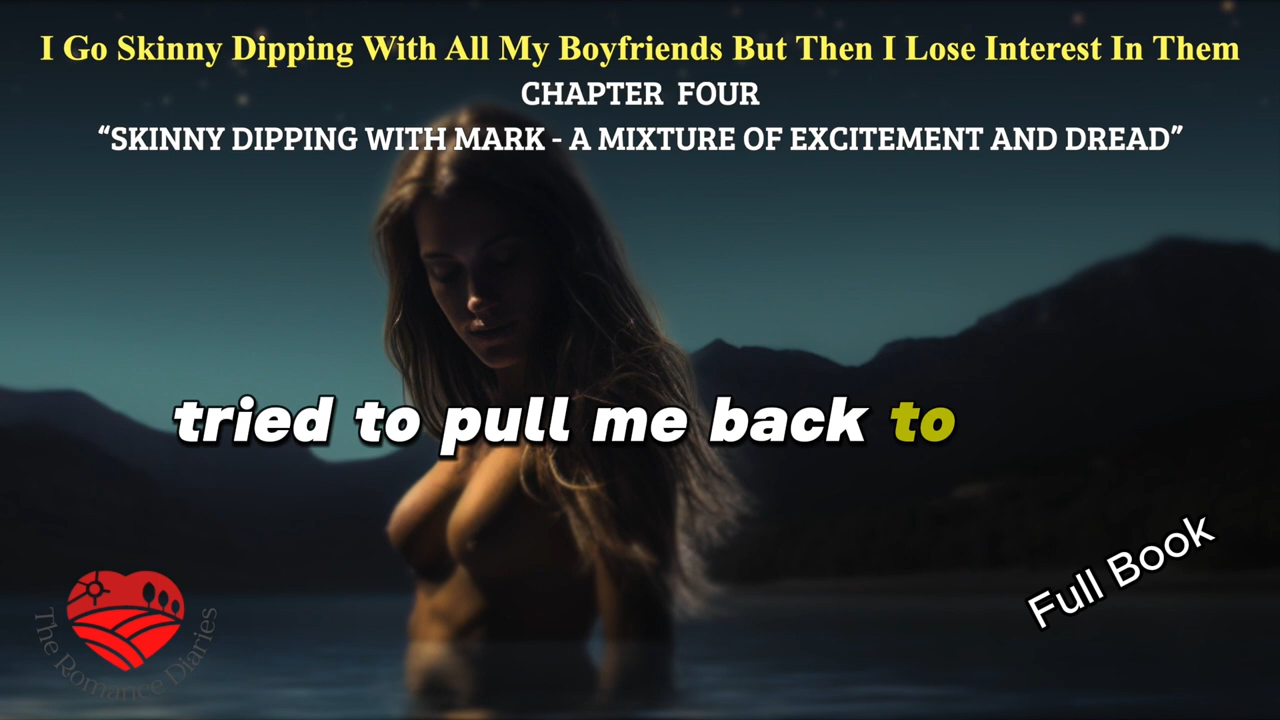 I Go Skinny Dipping With All My Boyfriends But Then I Lose Interest In Them
CHAPTER FOUR
“SKINNY DIPPING WITH MARK - A MIXTURE OF EXCITEMENT AND DREAD”
tried to pull me back to
Full Book
The Romance Diaries